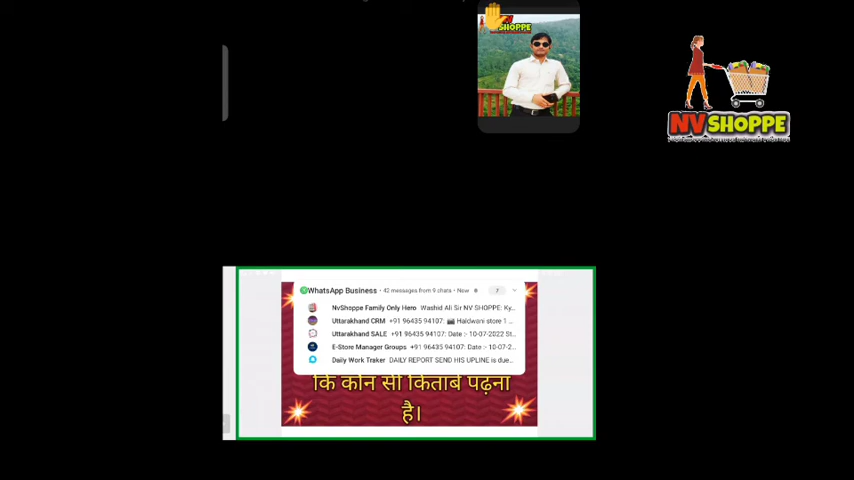 NV SHOPPE
NV SHOPPE
WhatsApp Business • 42 messages from 9 chats • Now
7
NvShoppe Family Only Hero Washid Ali Sir NV SHOPPE: Ky...
Uttarakhand CRM +91 96435 94107: 🎬 Haldwani store 1 ...
Uttarakhand SALE +91 96435 94107: Date :- 10-07-2022 St...
E-Store Manager Groups +91 96435 94107: Date :- 10-07-2...
Daily Work Traker DAILY REPORT SEND HIS UPLINE is due...
कि कौन सी किताबें पढ़ना
है।